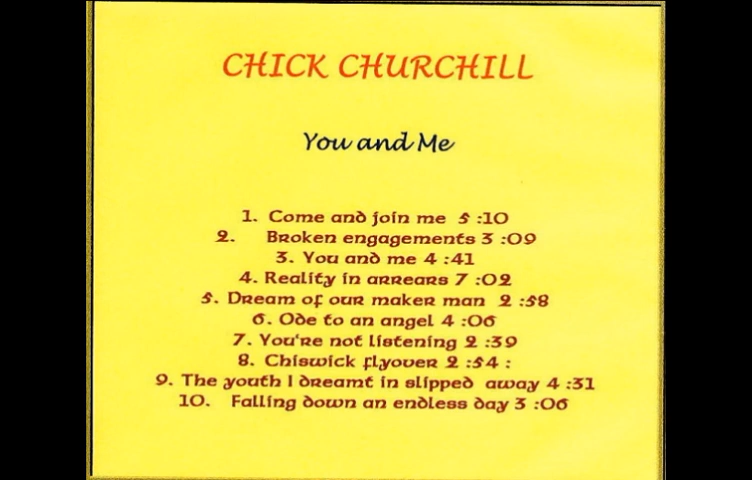 CHICK CHURCHILL
You and Me
1. Come and join me 5 :10
2. Broken engagements 3 :09
3. You and me 4 :41
4. Reality in arrears 7 :02
5. Dream of our maker man 2 :58
6. Ode to an angel 4 :06
7. You're not listening 2 :39
8. Chiswick flyover 2 :54 :
9. The youth I dreamt in slipped away 4 :31
10. Falling down an endless day 3 :06